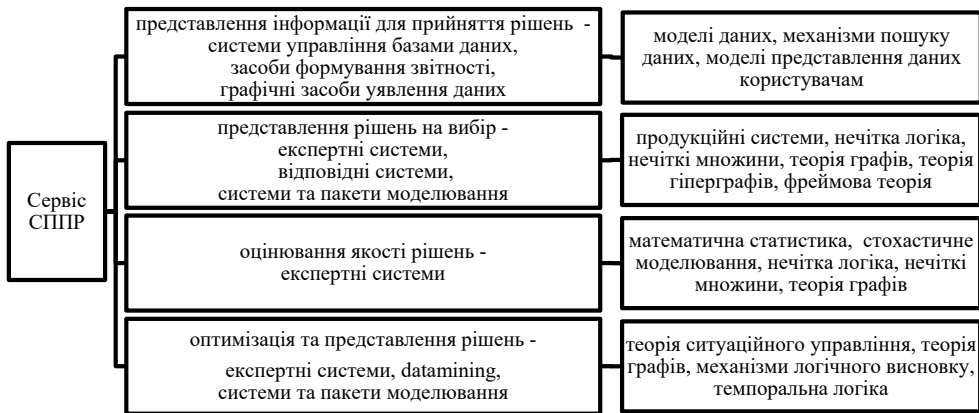 Сервіс
СППР
представлення інформації для прийняття рішень -
системи управління базами даних,
засоби формування звітності,
графічні засоби уявлення даних
моделі даних, механізми пошуку
даних, моделі представлення даних
користувачам
представлення рішень на вибір -
експертні системи,
відповідні системи,
системи та пакети моделювання
продукційні системи, нечітка логіка,
нечіткі множини, теорія графів, теорія
гіперграфів, фреймова теорія
оцінювання якості рішень -
експертні системи
математична статистика, стохастичне
моделювання, нечітка логіка, нечіткі
множини, теорія графів
оптимізація та представлення рішень -
експертні системи, datamining,
системи та пакети моделювання
теорія ситуаційного управління, теорія
графів, механізми логічного висновку,
темпоральна логіка